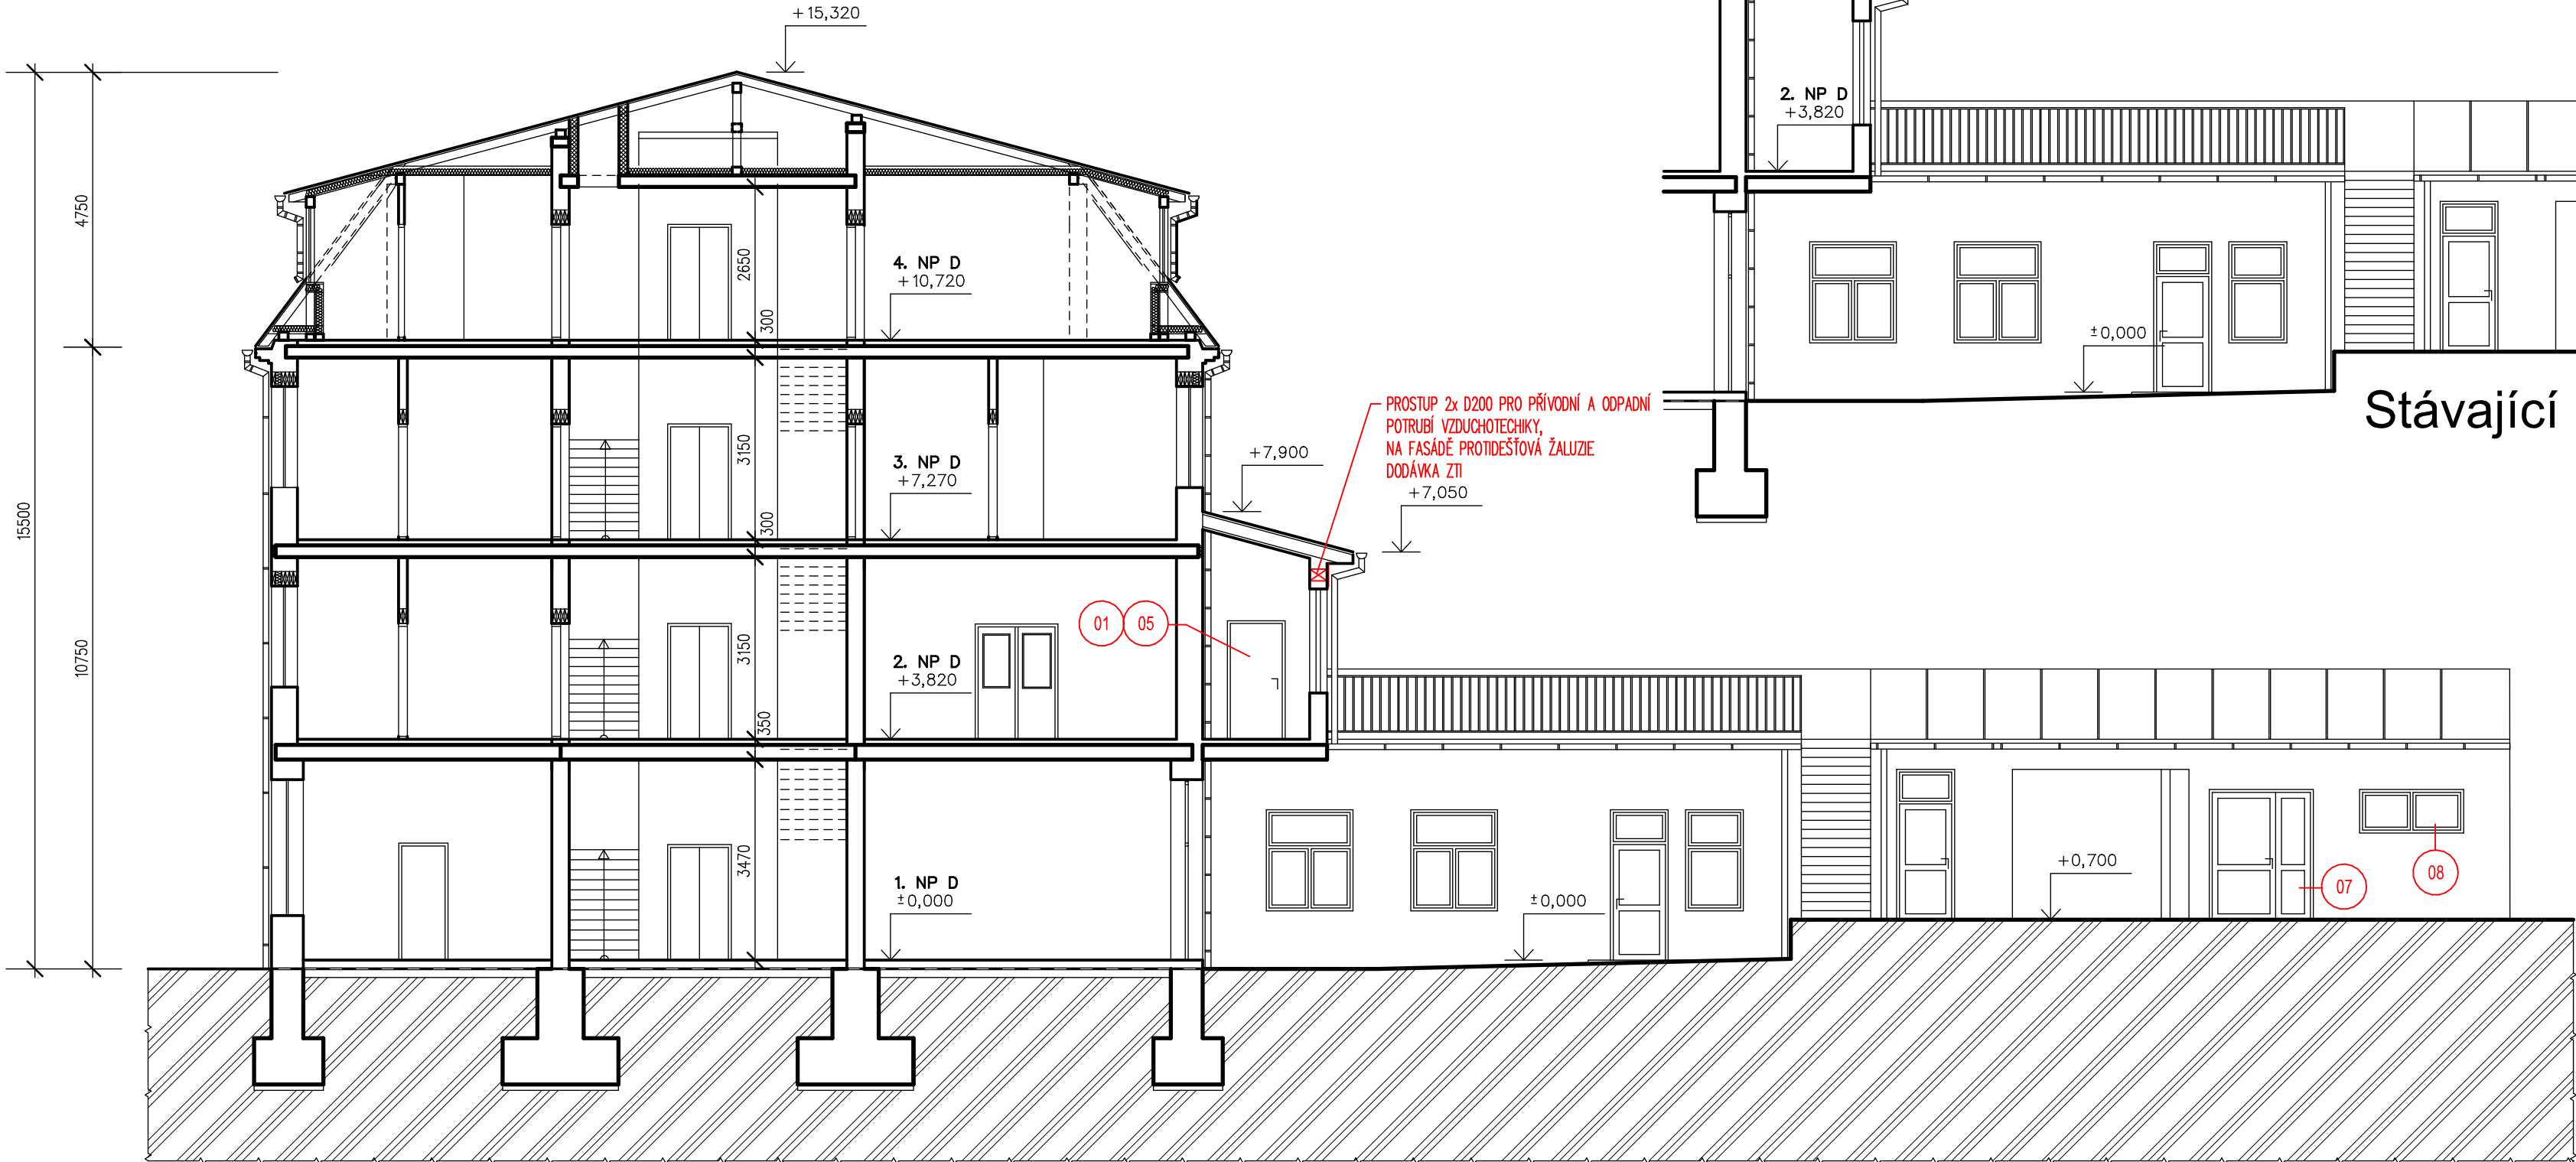 +15,320
2. NP D
+3,820
4750
2650
4. NP D
+10,720
300
±0,000
Stávající
PROSTUP 2x D200 PRO PŘÍVODNÍ A ODPADNÍ
POTRUBÍ VZDUCHOTECHIKY,
NA FASÁDĚ PROTIDEŠŤOVÁ ŽALUZIE
DODÁVKA ZTI
3150
3. NP D
+7,270
+7,900
+7,050
15500
300
01 05
10750
3150
2. NP D
+3,820
350
3470
1. NP D
±0,000
±0,000
+0,700
07
08